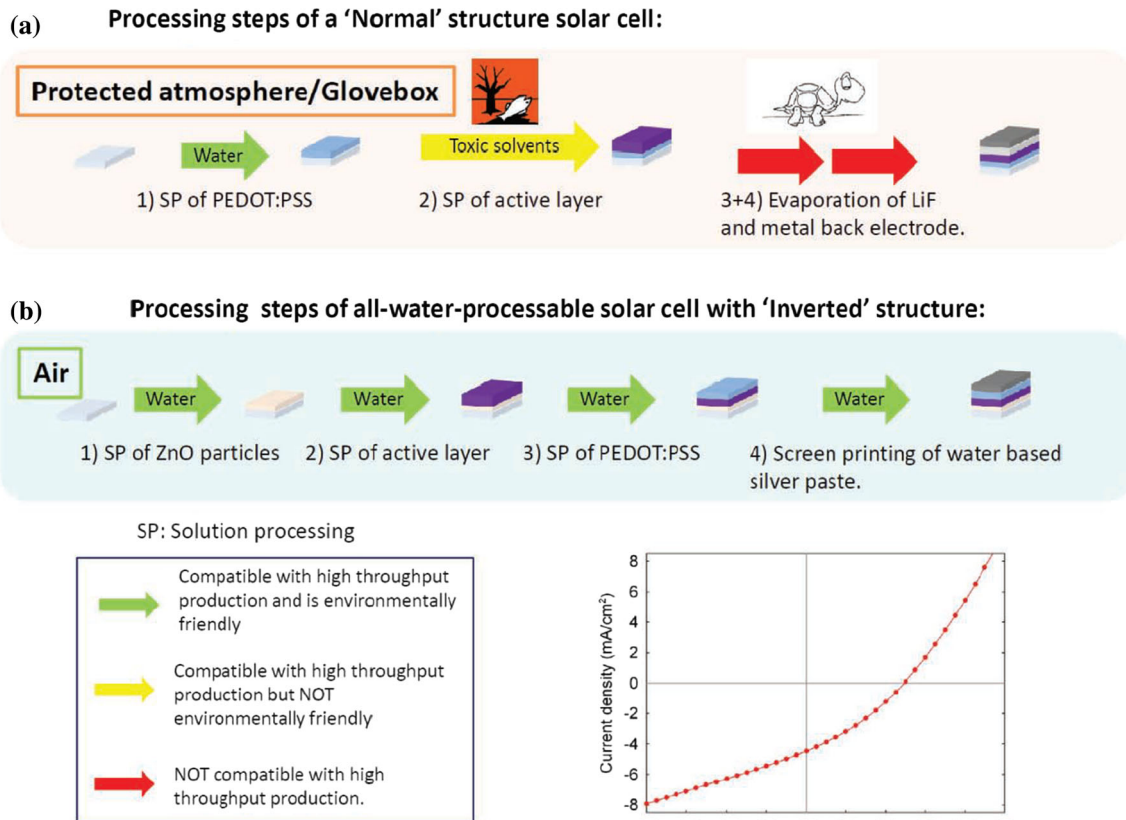 (a)
Processing steps of a ‘Normal’ structure solar cell:
Protected atmosphere/Glovebox
Water
Toxic solvents
1) SP of PEDOT:PSS
2) SP of active layer
3+4) Evaporation of LiF
and metal back electrode.
(b)
Processing steps of all-water-processable solar cell with ‘Inverted’ structure:
Air
Water
Water
Water
Water
1) SP of ZnO particles
2) SP of active layer
3) SP of PEDOT:PSS
4) Screen printing of water based
silver paste.
SP: Solution processing
Compatible with high throughput
production and is environmentally
friendly
Compatible with high throughput
production but NOT
environmentally friendly
NOT compatible with high
throughput production.
Current density (mA/cm²)
8
6
4
2
0
-2
-4
-6
-8